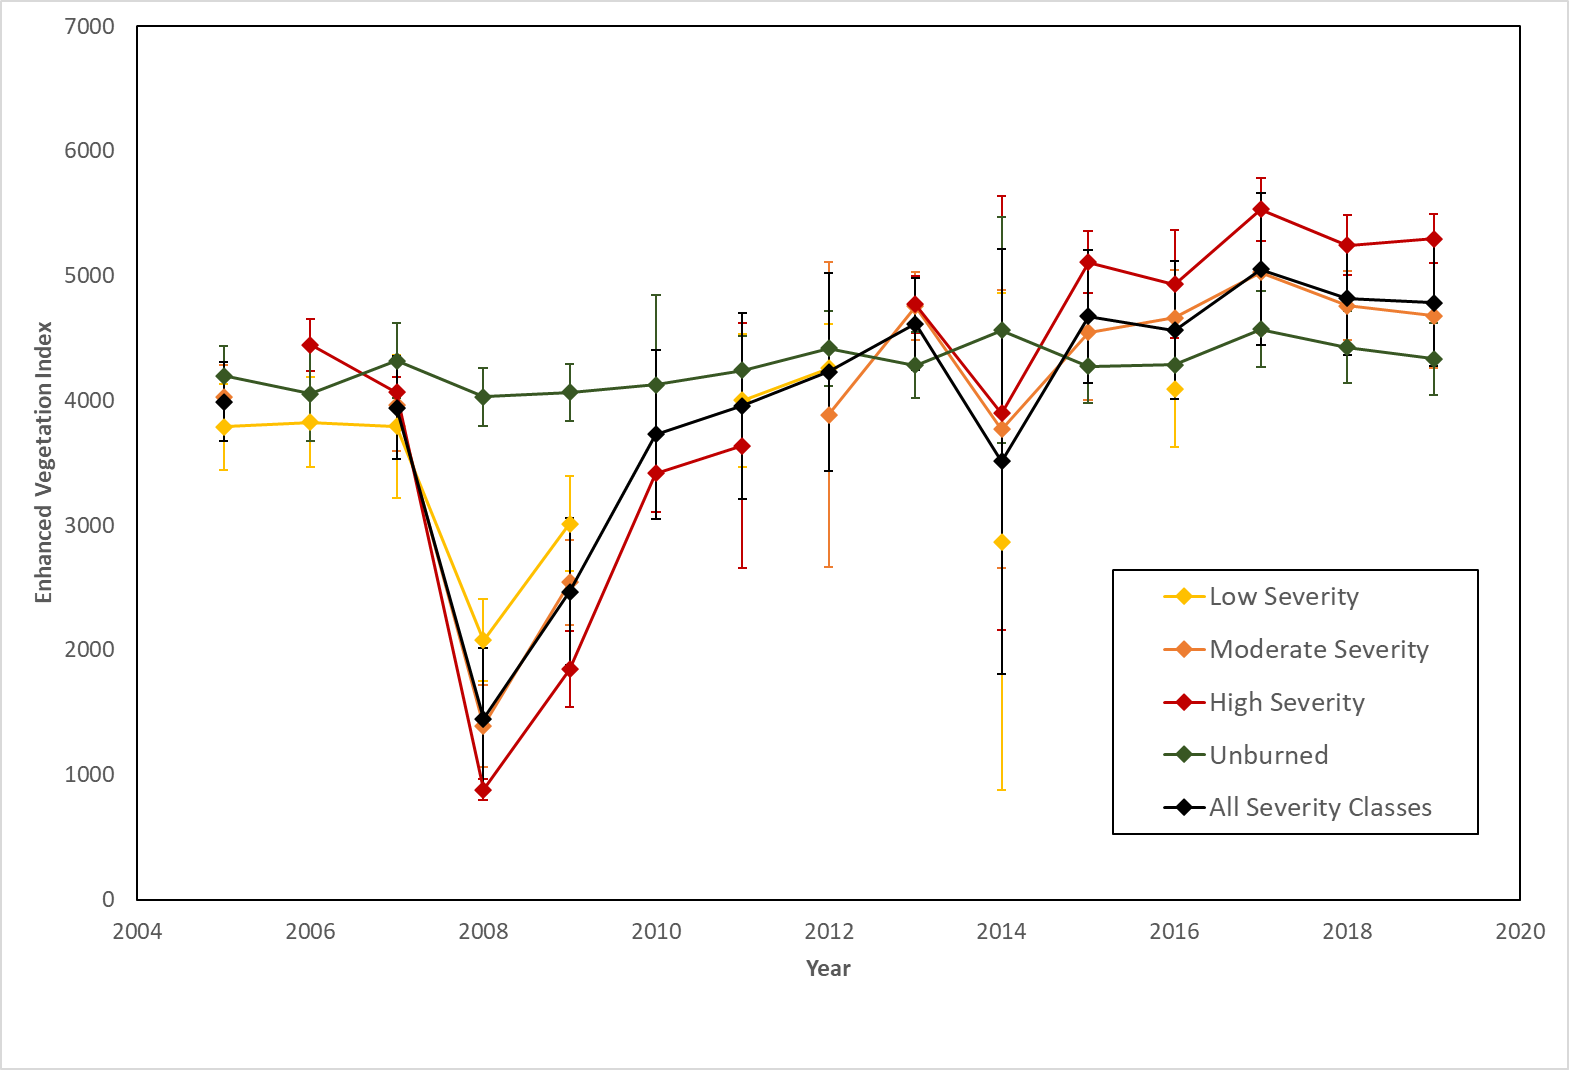 7000
6000
5000
4000
3000
2000
1000
0
Enhanced Vegetation Index
Low Severity
Moderate Severity
High Severity
Unburned
All Severity Classes
2004 2006 2008 2010 2012 2014 2016 2018 2020
Year